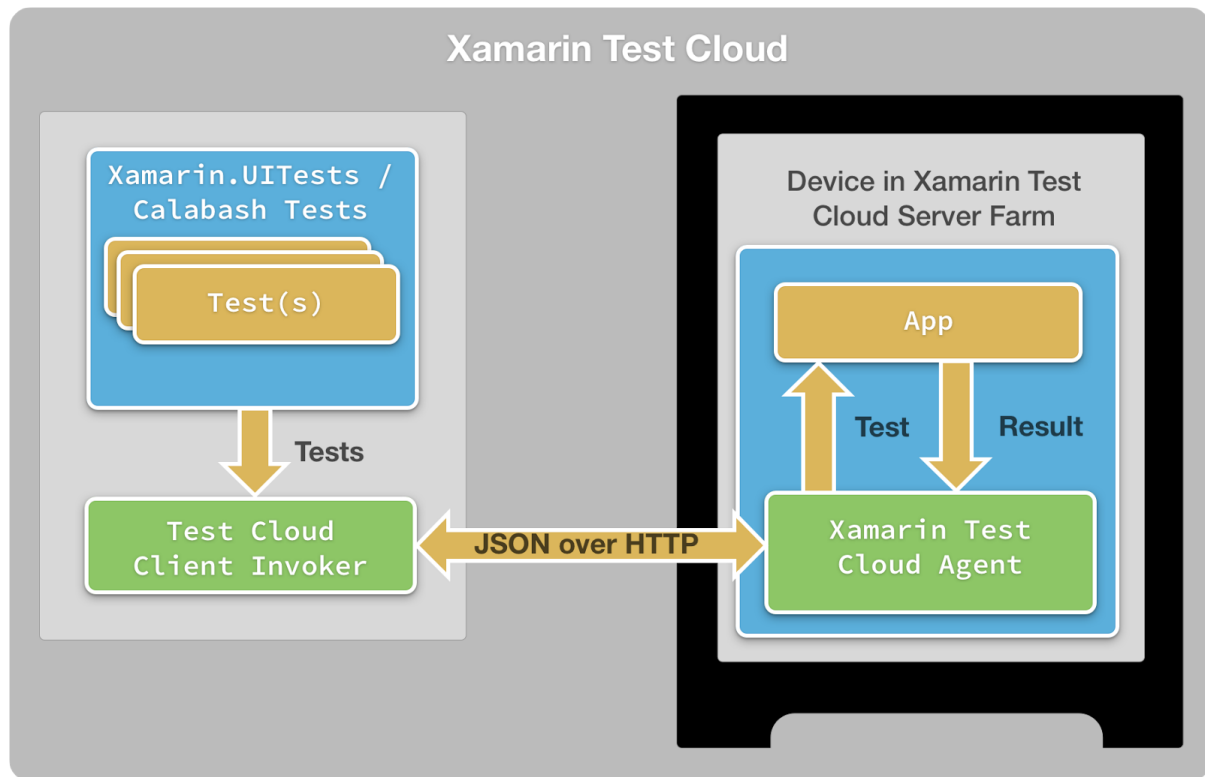 Xamarin Test Cloud
Xamarin.UITests /
Calabash Tests
Test(s)
Tests
Test Cloud
Client Invoker
JSON over HTTP
Device in Xamarin Test
Cloud Server Farm
App
Test
Result
Xamarin Test
Cloud Agent